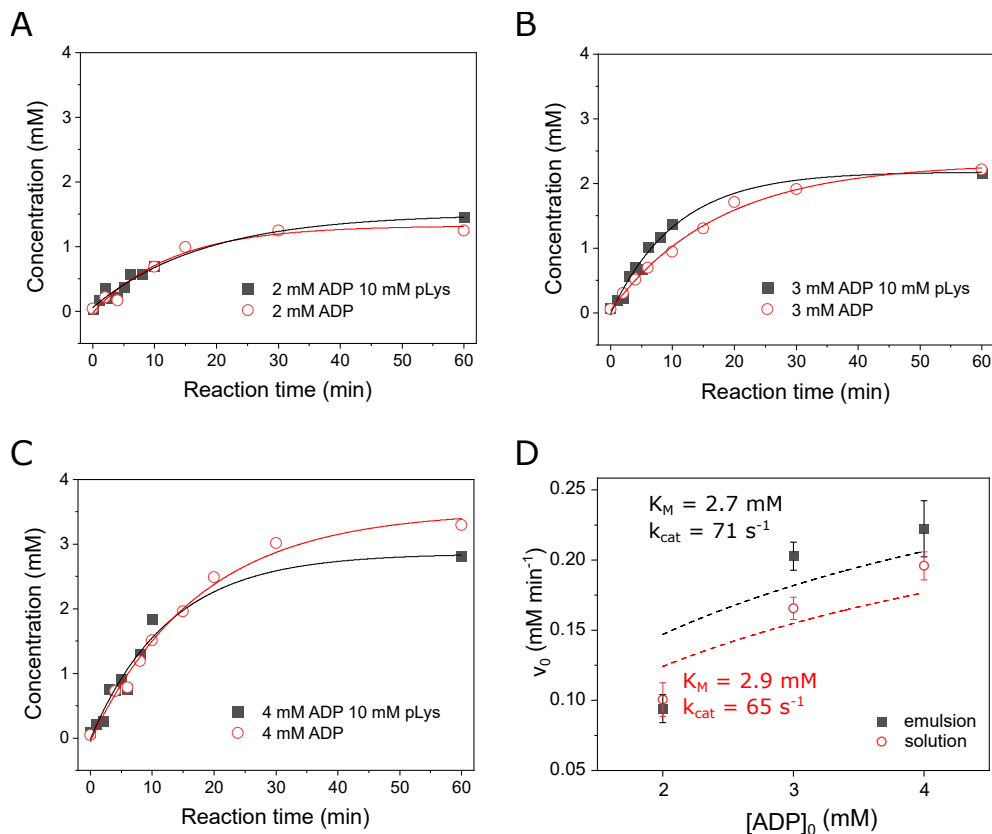 A
Concentration (mM)
4
3
2
1
0
2 mM ADP 10 mM pLys
2 mM ADP
0 10 20 30 40 50 60
Reaction time (min)
B
Concentration (mM)
4
3
2
1
0
3 mM ADP 10 mM pLys
3 mM ADP
0 10 20 30 40 50 60
Reaction time (min)
C
Concentration (mM)
4
3
2
1
0
4 mM ADP 10 mM pLys
4 mM ADP
0 10 20 30 40 50 60
Reaction time (min)
D
v₀ (mM min⁻¹)
0.25
0.20
0.15
0.10
0.05
K_M = 2.7 mM
k_cat = 71 s⁻¹
K_M = 2.9 mM
k_cat = 65 s⁻¹
emulsion
solution
2 3 4
[ADP]₀ (mM)